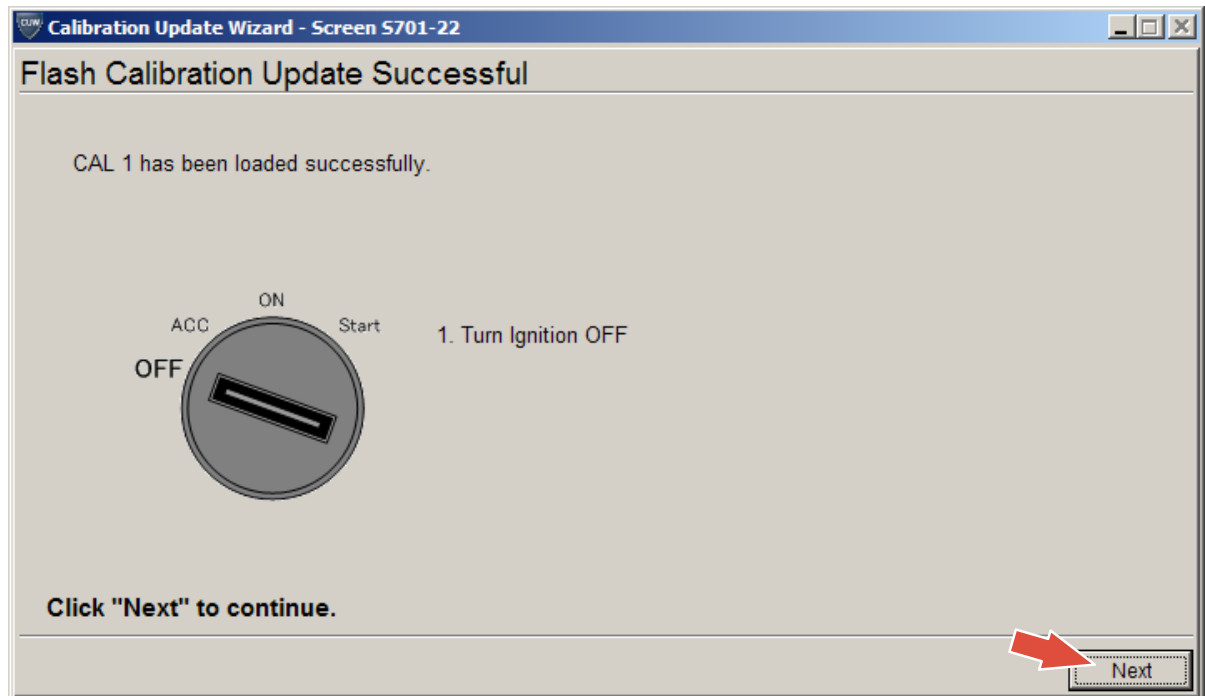 CUW Calibration Update Wizard - Screen S701-22
Flash Calibration Update Successful
CAL 1 has been loaded successfully.
ON
ACC
Start
OFF
1. Turn Ignition OFF
Click "Next" to continue.
Next